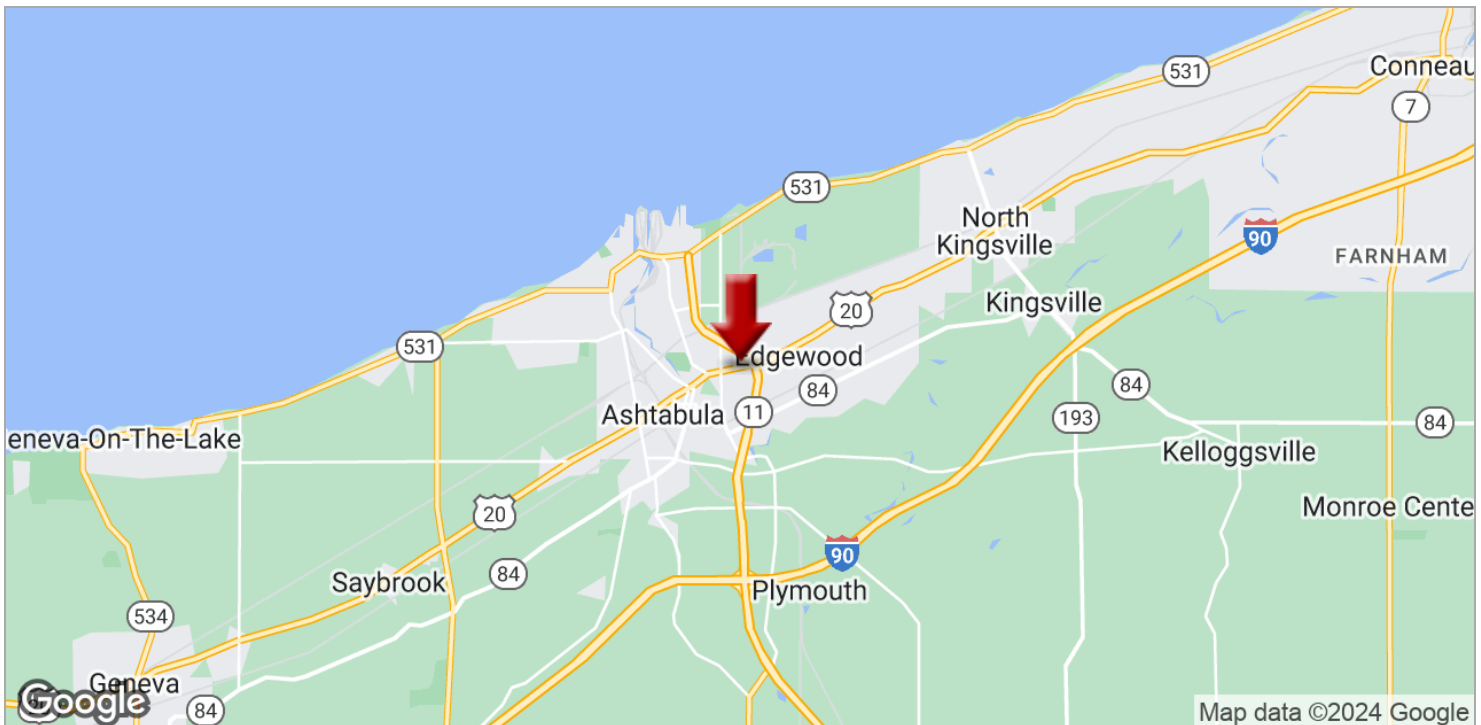 531
Conneau
7
531
North
Kingsville
90
FARNHAM
Kingsville
20
531
Edgewood
84
84
11
Ashtabula
193
84
eneva-On-The-Lake
Kelloggsville
20
Monroe Cente
90
84
Saybrook
Plymouth
534
Geneva
Google
84
Map data ©2024 Google